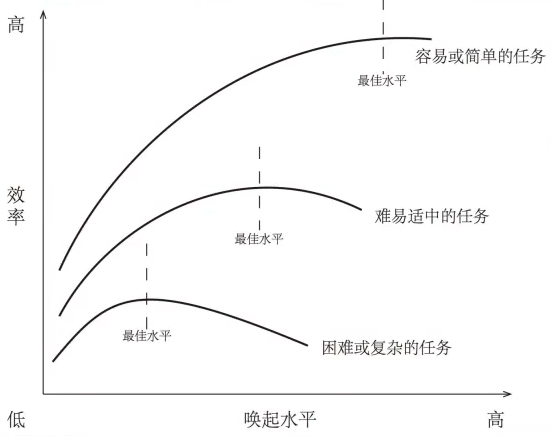 高
容易或简单的任务
最佳水平
效
率
难易适中的任务
最佳水平
最佳水平
困难或复杂的任务
低
唤起水平
高